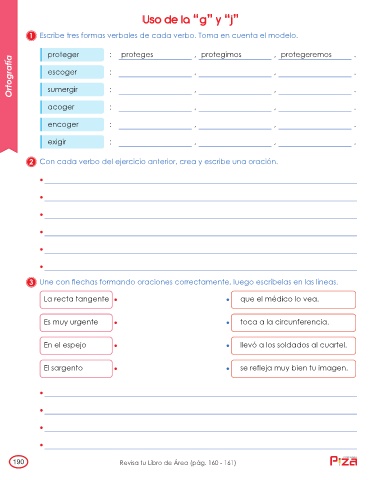 Uso de la “g” y “j”
Ortografía
1 Escribe tres formas verbales de cada verbo. Toma en cuenta el modelo.
proteger : proteges , protegimos , protegeremos .
escoger : , , .
sumergir : , , .
acoger : , , .
encoger : , , .
exigir : , , .
2 Con cada verbo del ejercicio anterior, crea y escribe una oración.
3 Une con flechas formando oraciones correctamente, luego escríbelas en las líneas.
La recta tangente • • que el médico lo vea.
Es muy urgente • • toca a la circunferencia.
En el espejo • • llevó a los soldados al cuartel.
El sargento • • se refleja muy bien tu imagen.
190
Revisa tu Libro de Área (pág. 160 - 161)
Piza